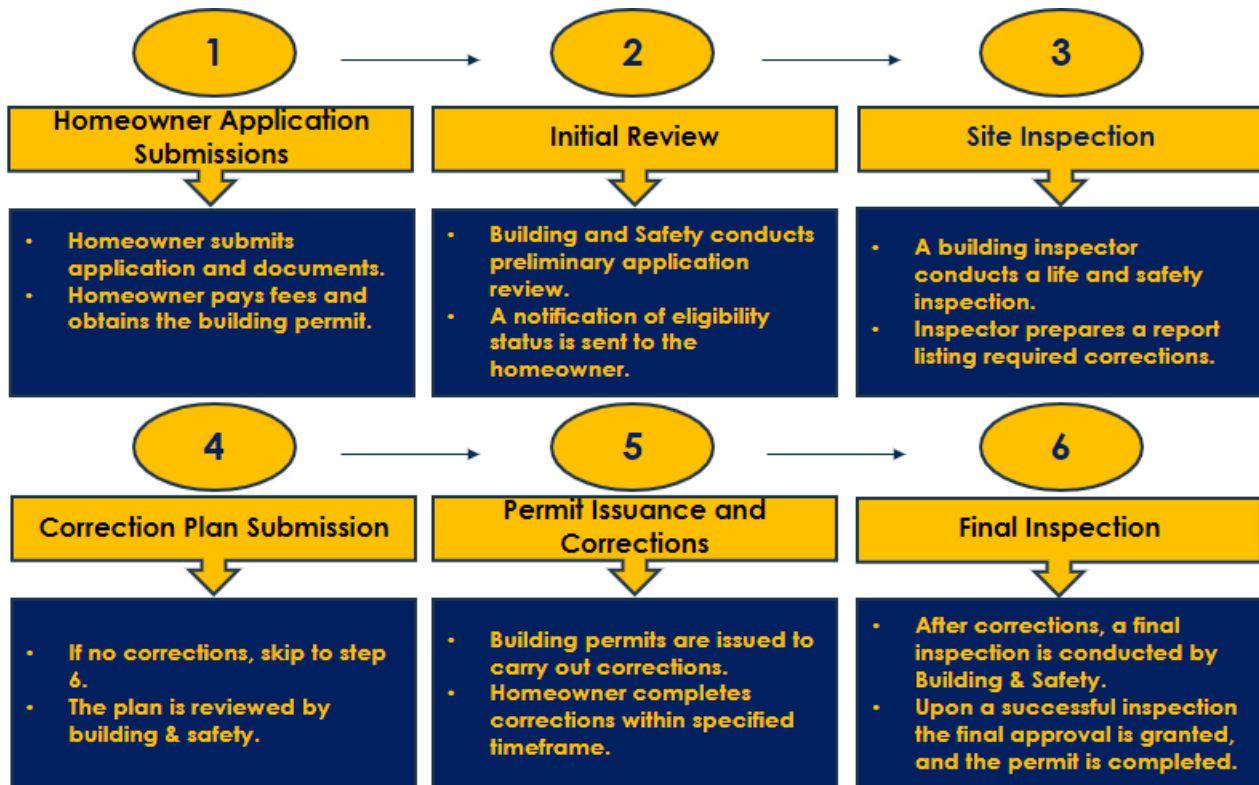 1
2
3
Homeowner Application
Submissions
Initial Review
Site Inspection
• Homeowner submits
application and documents.
• Homeowner pays fees and
obtains the building permit.
• Building and Safety conducts
preliminary application
review.
• A notification of eligibility
status is sent to the
homeowner.
• A building inspector
conducts a life and safety
inspection.
• Inspector prepares a report
listing required corrections.
4
5
6
Correction Plan Submission
Permit Issuance and
Corrections
Final Inspection
• If no corrections, skip to step
6.
• The plan is reviewed by
building & safety.
• Building permits are issued to
carry out corrections.
• Homeowner completes
corrections within specified
timeframe.
• After corrections, a final
inspection is conducted by
Building & Safety.
• Upon a successful inspection
the final approval is granted,
and the permit is completed.